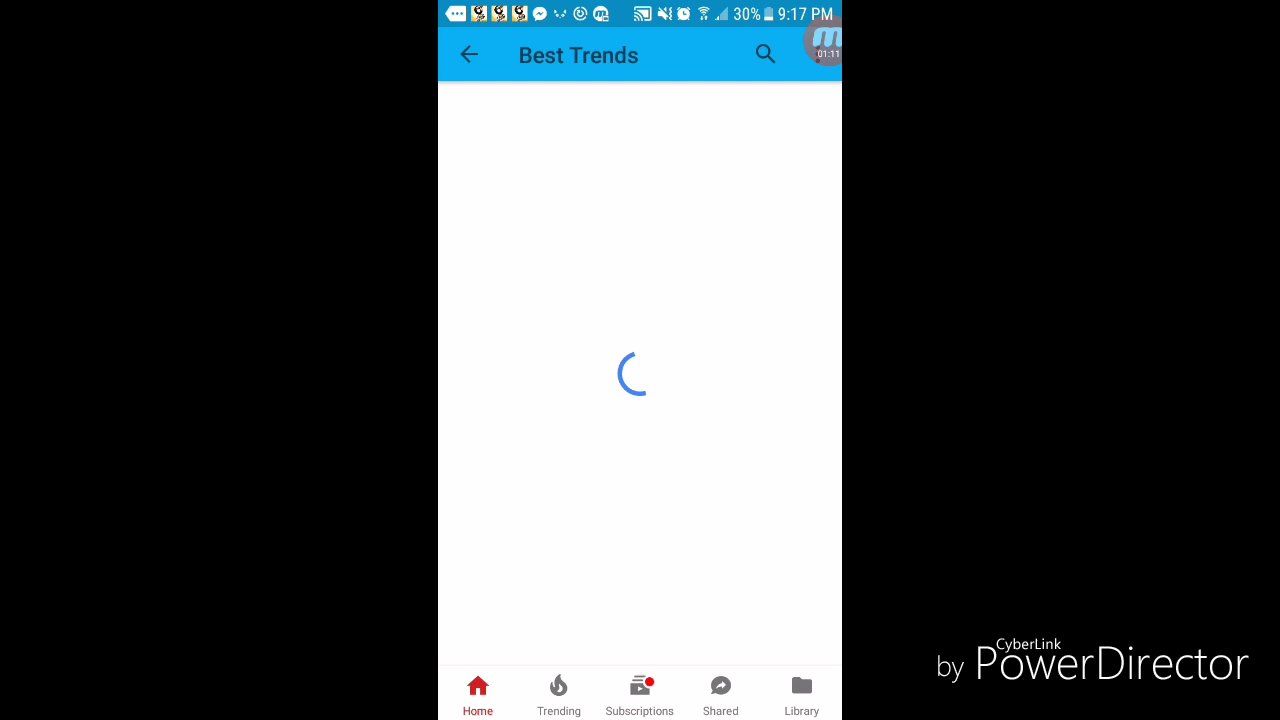 30% 9:17 PM
Best Trends
01:11
Home Trending Subscriptions Shared Library
CyberLink
by PowerDirector